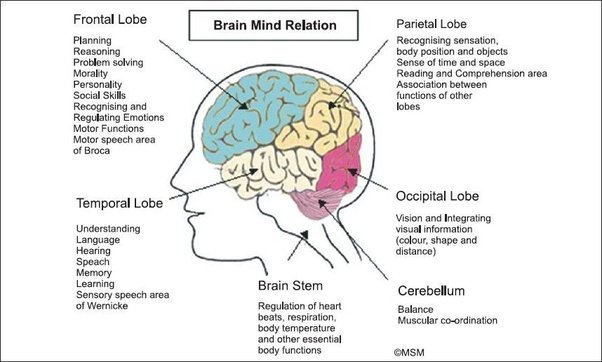 Brain Mind Relation
Frontal Lobe
Planning
Reasoning
Problem solving
Morality
Personality
Social Skills
Recognising and
Regulating Emotions
Motor Functions
Motor speech area
of Broca
Parietal Lobe
Recognising sensation,
body position and objects
Sense of time and space
Reading and Comprehension area
Association between
functions of other
lobes
Temporal Lobe
Understanding
Language
Hearing
Speach
Memory
Learning
Sensory speech area
of Wernicke
Occipital Lobe
Vision and Integrating
visual information
(colour, shape and
distance)
Brain Stem
Regulation of heart
beats, respiration,
body temperature
and other essential
body functions
Cerebellum
Balance
Muscular co-ordination
©MSM